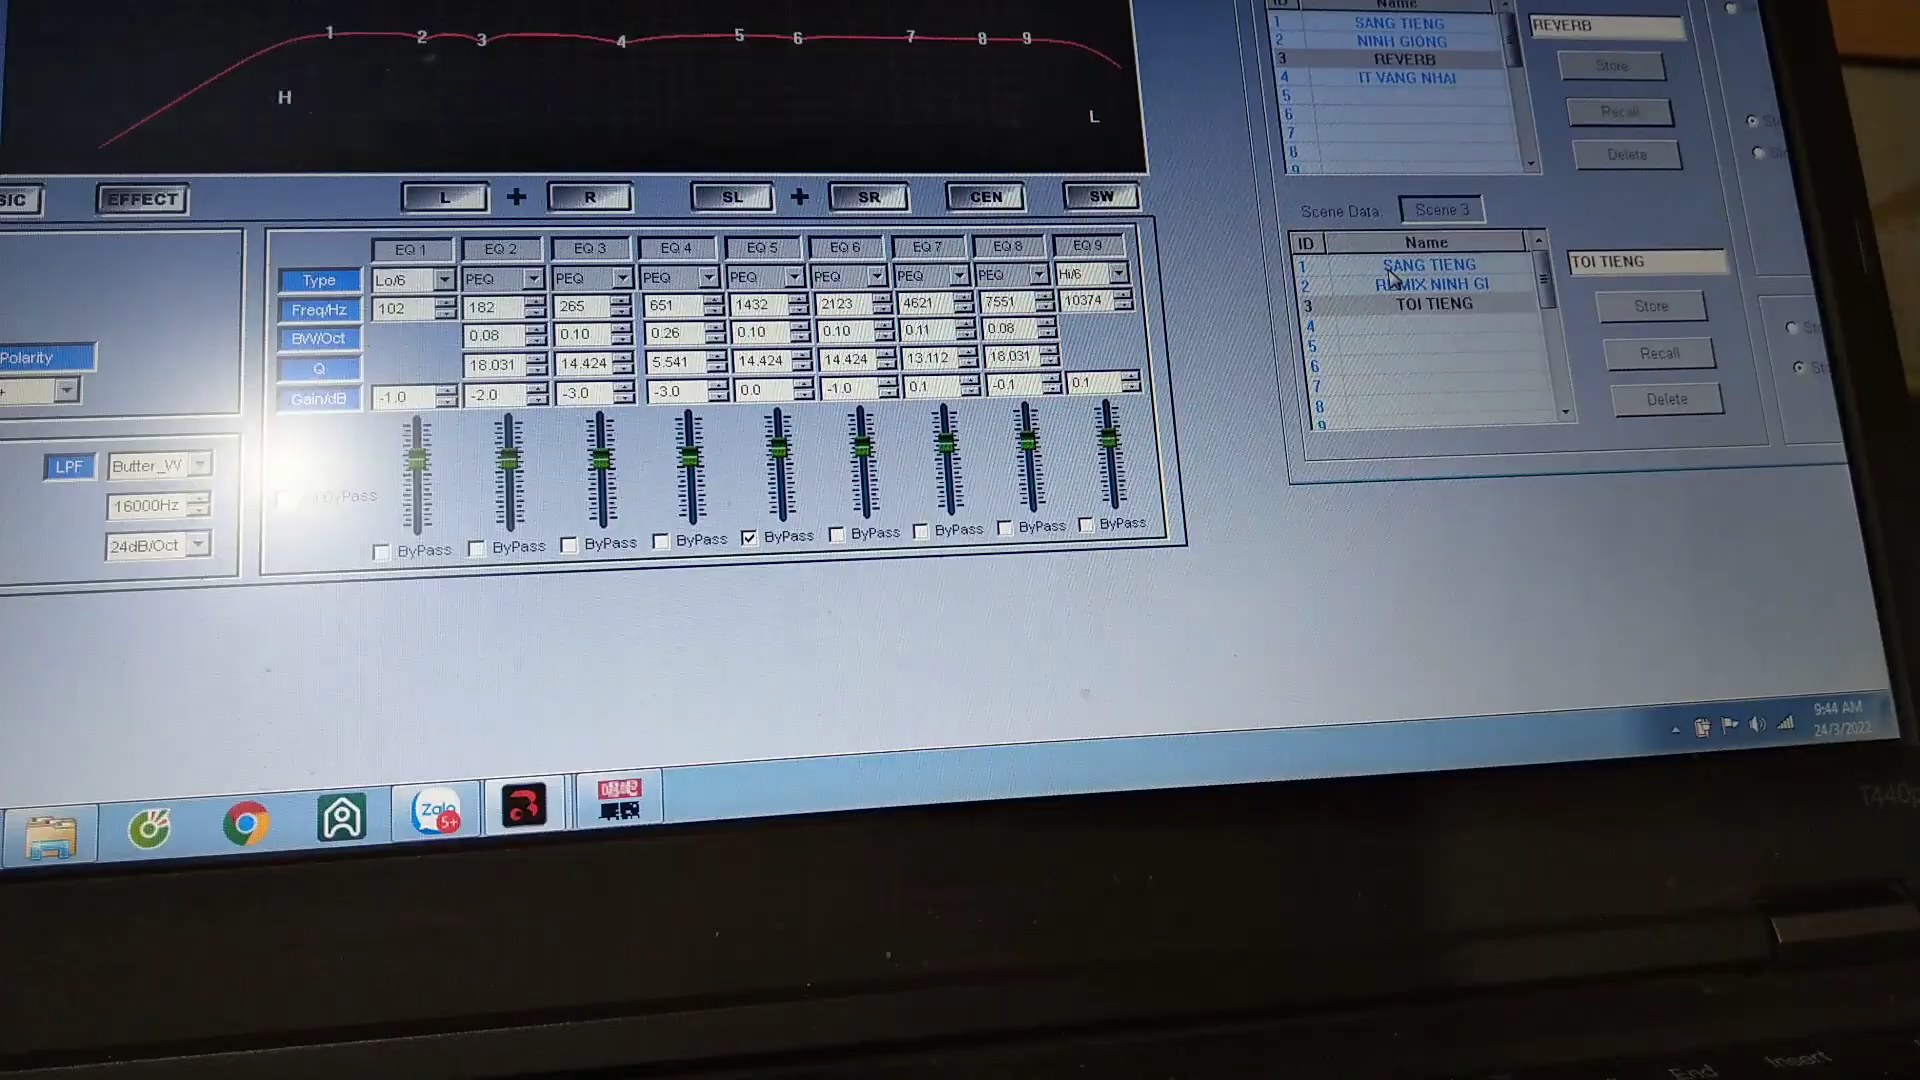 1 2 3 4 5 6 7 8 9
H
L
SIC EFFECT L + R SL + SR CEN SW
EQ 1 EQ 2 EQ 3 EQ 4 EQ 5 EQ 6 EQ 7 EQ 8 EQ 9
Type Lo/6 PEQ PEQ PEQ PEQ PEQ PEQ PEQ Hi/6
Freq/Hz 102 182 265 651 1432 2123 4621 7551 10374
BW/Oct 0.08 0.10 0.26 0.10 0.10 0.11 0.08
Q 18.031 14.424 5.541 14.424 14.424 13.112 18.031
Gain/dB -1.0 -2.0 -3.0 -3.0 0.0 -1.0 0.1 -0.1 0.1
Polarity
+
LPF Butter_W
16000Hz
24dB/Oct
ByPass
ByPass ByPass ByPass ByPass ByPass ByPass ByPass ByPass ByPass
ID Name
1 SANG TIENG
2 NINH GIONG
3 REVERB
4 IT VANG NHAI
5
6
7
8
9
REVERB
Store
Recall
Delete
Scene Data: Scene 3
ID Name
1 SANG TIENG
2 REMIX NINH GI
3 TOI TIENG
4
5
6
7
8
9
TOI TIENG
Store
Recall
Delete
9:44 AM
24/3/2022
Zalo
5+
T440p
End
Insert